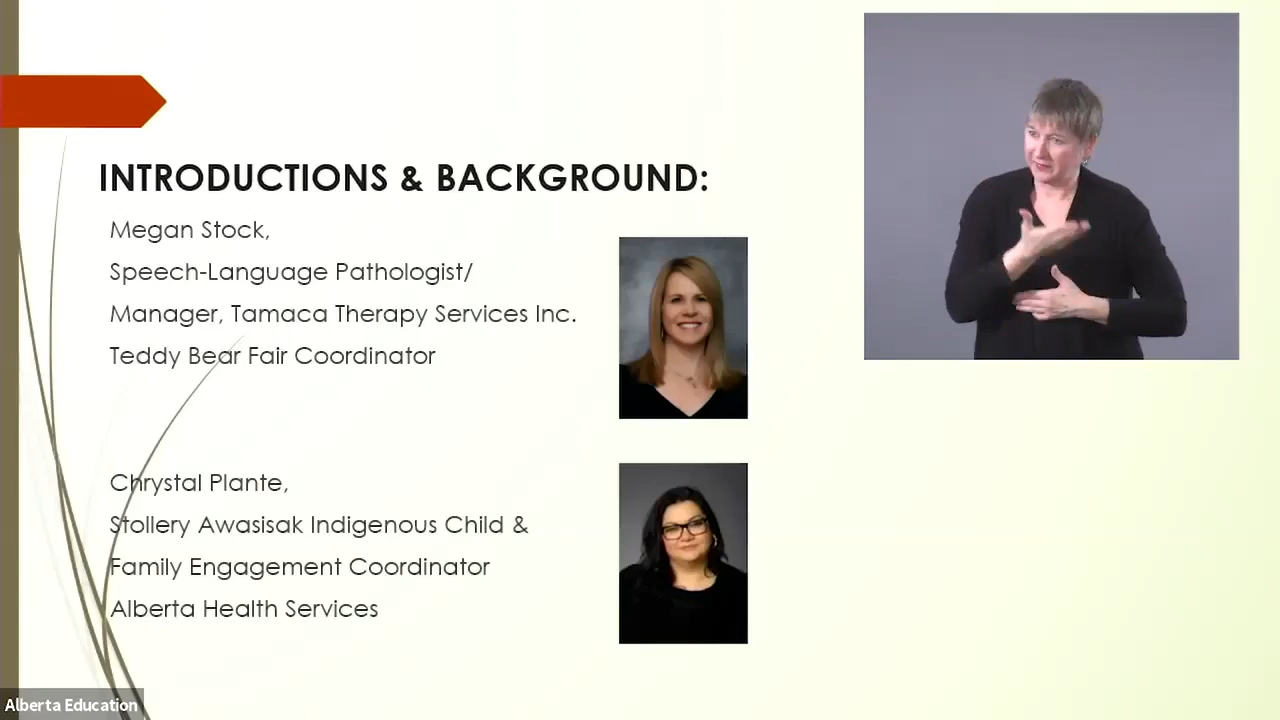 INTRODUCTIONS & BACKGROUND:
Megan Stock,
Speech-Language Pathologist/
Manager, Tamaca Therapy Services Inc.
Teddy Bear Fair Coordinator
Chrystal Plante,
Stollery Awasisak Indigenous Child &
Family Engagement Coordinator
Alberta Health Services
Alberta Education